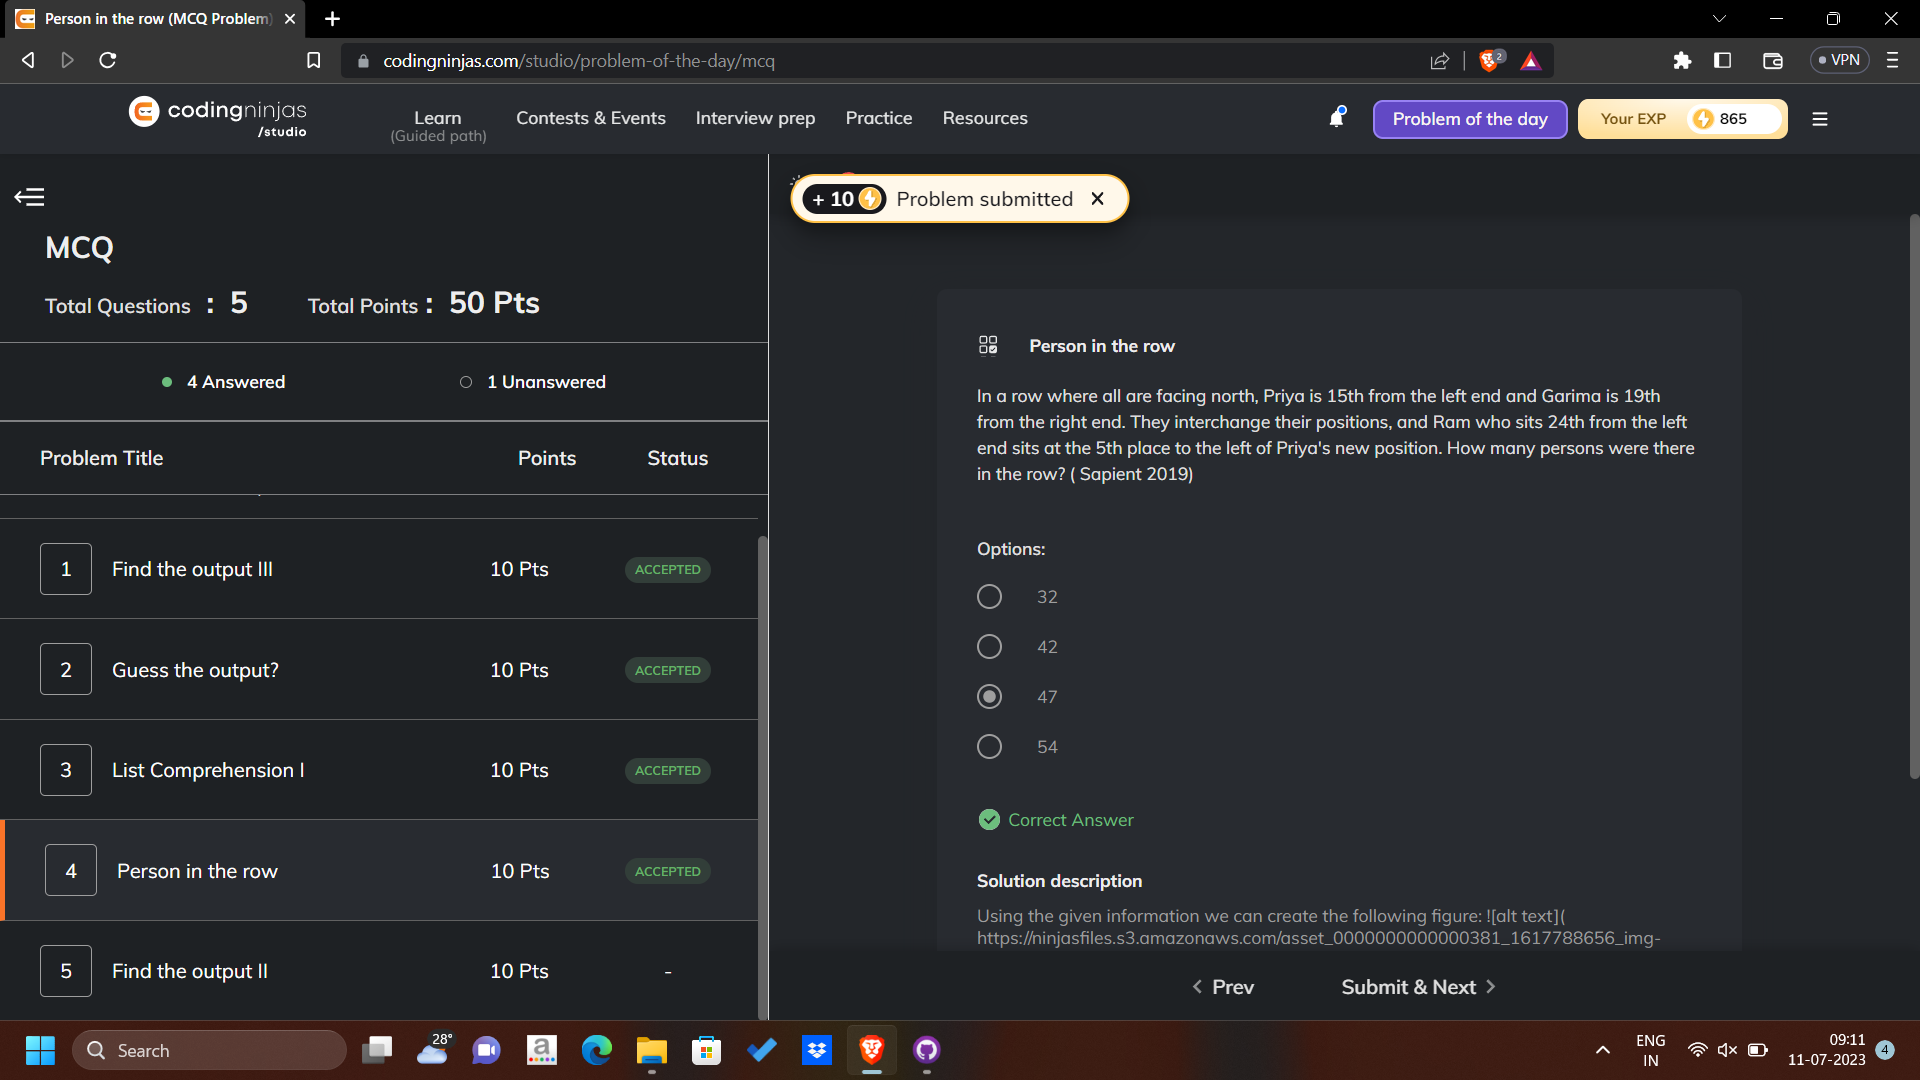 Person in the row (MCQ Problem)
codingninjas.com/studio/problem-of-the-day/mcq
2
VPN
codingninjas
/studio
Learn
(Guided path)
Contests & Events
Interview prep
Practice
Resources
Problem of the day
Your EXP
865
+ 10
Problem submitted
MCQ
Total Questions : 5
Total Points : 50 Pts
4 Answered
1 Unanswered
Problem Title
Points
Status
1
Find the output III
10 Pts
ACCEPTED
2
Guess the output?
10 Pts
ACCEPTED
3
List Comprehension I
10 Pts
ACCEPTED
4
Person in the row
10 Pts
ACCEPTED
5
Find the output II
10 Pts
-
Person in the row
In a row where all are facing north, Priya is 15th from the left end and Garima is 19th
from the right end. They interchange their positions, and Ram who sits 24th from the left
end sits at the 5th place to the left of Priya's new position. How many persons were there
in the row? ( Sapient 2019)
Options:
32
42
47
54
Correct Answer
Solution description
Using the given information we can create the following figure: ![alt text](
https://ninjasfiles.s3.amazonaws.com/asset_0000000000000381_1617788656_img-
Prev
Submit & Next
Search
28°
a
ENG
IN
09:11
11-07-2023
4